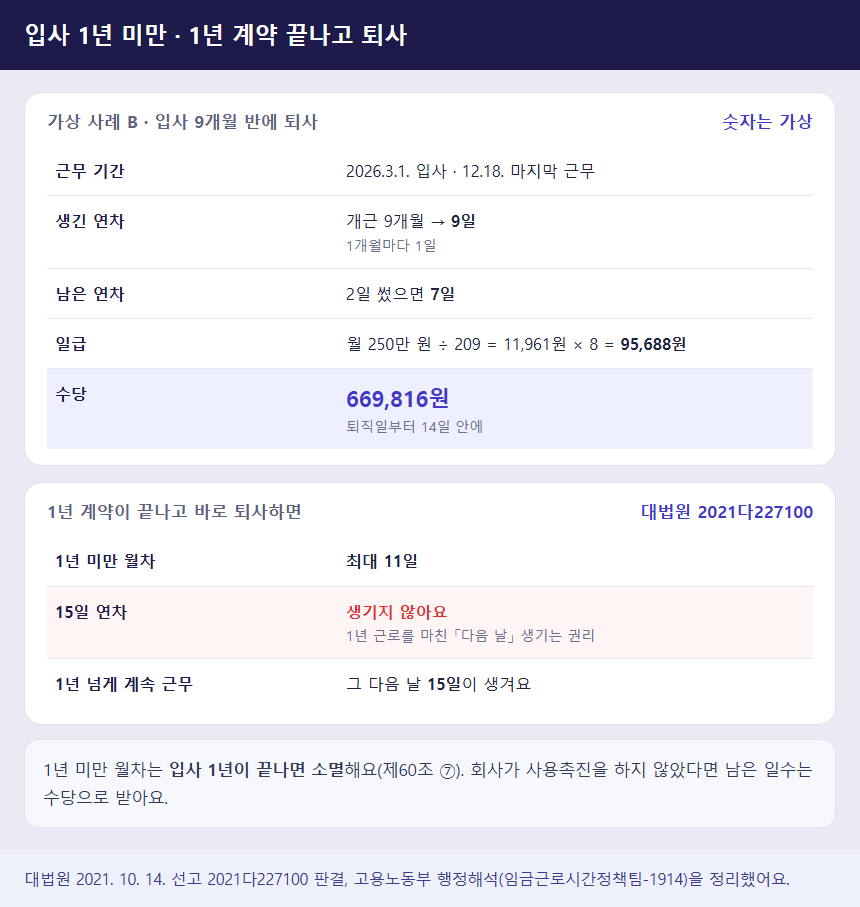 입사 1년 미만 · 1년 계약 끝나고 퇴사
가상 사례 B · 입사 9개월 반에 퇴사
숫자는 가상
근무 기간
2026.3.1. 입사 · 12.18. 마지막 근무
생긴 연차
개근 9개월 → 9일
1개월마다 1일
남은 연차
2일 썼으면 7일
일급
월 250만 원 ÷ 209 = 11,961원 × 8 = 95,688원
수당
669,816원
퇴직일부터 14일 안에
1년 계약이 끝나고 바로 퇴사하면
대법원 2021다227100
1년 미만 월차
최대 11일
15일 연차
생기지 않아요
1년 근로를 마친 「다음 날」 생기는 권리
1년 넘게 계속 근무
그 다음 날 15일이 생겨요
1년 미만 월차는 입사 1년이 끝나면 소멸해요(제60조 ⑦). 회사가 사용촉진을 하지 않았다면 남은 일수는
수당으로 받아요.
대법원 2021. 10. 14. 선고 2021다227100 판결, 고용노동부 행정해석(임금근로시간정책팀-1914)을 정리했어요.